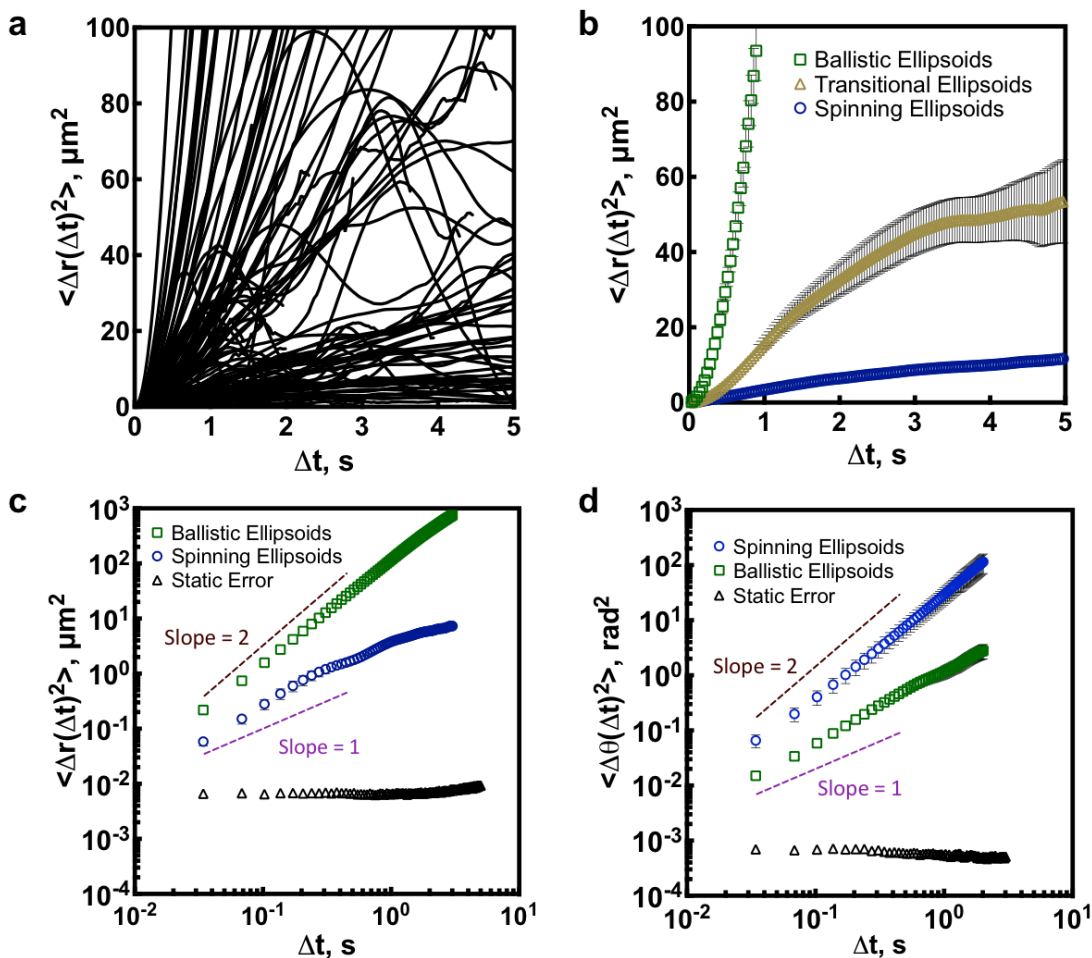 a
100
80
60
40
20
0
<Δr(Δt)²>, µm²
0 1 2 3 4 5
Δt, s
b
100
80
60
40
20
0
<Δr(Δt)²>, µm²
Ballistic Ellipsoids
Transitional Ellipsoids
Spinning Ellipsoids
0 1 2 3 4 5
Δt, s
c
10³
10²
10¹
10⁰
10⁻¹
10⁻²
10⁻³
10⁻⁴
<Δr(Δt)²>, µm²
Ballistic Ellipsoids
Spinning Ellipsoids
Static Error
Slope = 2
Slope = 1
10⁻² 10⁻¹ 10⁰ 10¹
Δt, s
d
10³
10²
10¹
10⁰
10⁻¹
10⁻²
10⁻³
10⁻⁴
<Δθ(Δt)²>, rad²
Spinning Ellipsoids
Ballistic Ellipsoids
Static Error
Slope = 2
Slope = 1
10⁻² 10⁻¹ 10⁰ 10¹
Δt, s